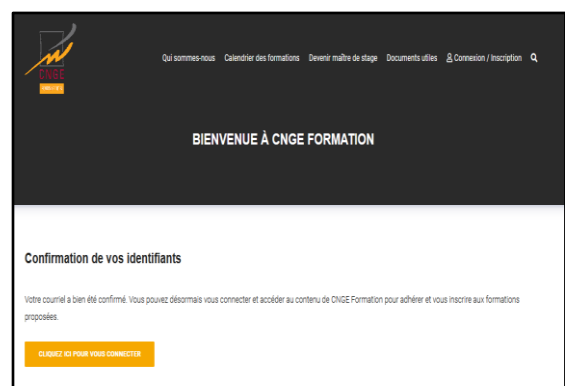 CNGE
FORMATION
Qui sommes-nous Calendrier des formations Devenir maître de stage Documents utiles Connexion / Inscription
BIENVENUE À CNGE FORMATION
Confirmation de vos identifiants
Votre courriel a bien été confirmé. Vous pouvez désormais vous connecter et accéder au contenu de CNGE Formation pour adhérer et vous inscrire aux formations
proposées.
CLIQUEZ ICI POUR VOUS CONNECTER